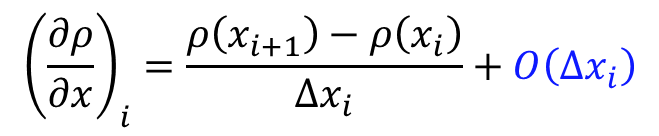 (∂ρ/∂x)_i = (ρ(x_{i+1}) − ρ(x_i))/Δx_i + O(Δx_i)